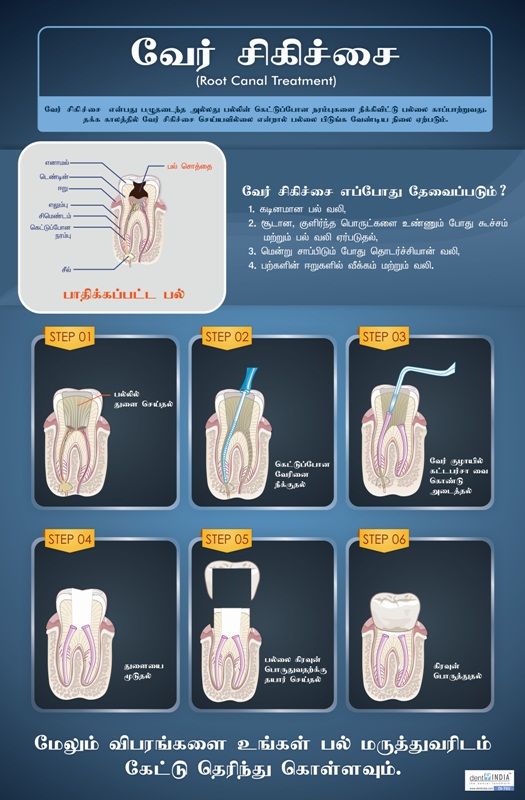 வேர் சிகிச்சை
(Root Canal Treatment)
வேர் சிகிச்சை என்பது பழுதடைந்த அல்லது பல்லின் கெட்டுப்போன நரம்புகளை நீக்கிவிட்டு பல்லை காப்பாற்றுவது.
தக்க காலத்தில் வேர் சிகிச்சை செய்யவில்லை என்றால் பல்லை பிடுங்க வேண்டிய நிலை ஏற்படும்.
எனாமல்
டென்டின்
ஈறு
எலும்பு
சிமெண்டம்
கெட்டுப்போன
நரம்பு
சீல்
பல் சொத்தை
பாதிக்கப்பட்ட பல்
வேர் சிகிச்சை எப்போது தேவைப்படும் ?
1. கடினமான பல் வலி,
2. சூடான, குளிர்ந்த பொருட்களை உண்ணும் போது கூச்சம்
மற்றும் பல் வலி ஏர்படுதல்,
3. மென்று சாப்பிடும் போது தொடர்ச்சியான் வலி,
4. பற்களின் ஈறுகளில் வீக்கம் மற்றும் வலி.
STEP 01
பல்லில்
துளை செய்தல்
STEP 02
கெட்டுப்போன
வேரினை
நீக்குதல்
STEP 03
வேர் குழாயில்
கட்டபர்சா வை
கொண்டு
அடைத்தல்
STEP 04
துளையை
மூடுதல்
STEP 05
பல்லை கிரவுன்
பொருதுவதற்க்கு
தயார் செய்தல்
STEP 06
கிரவுன்
பொருத்துதல்
மேலும் விபரங்களை உங்கள் பல் மருத்துவரிடம்
கேட்டு தெரிந்து கொள்ளவும்.
dent INDIA